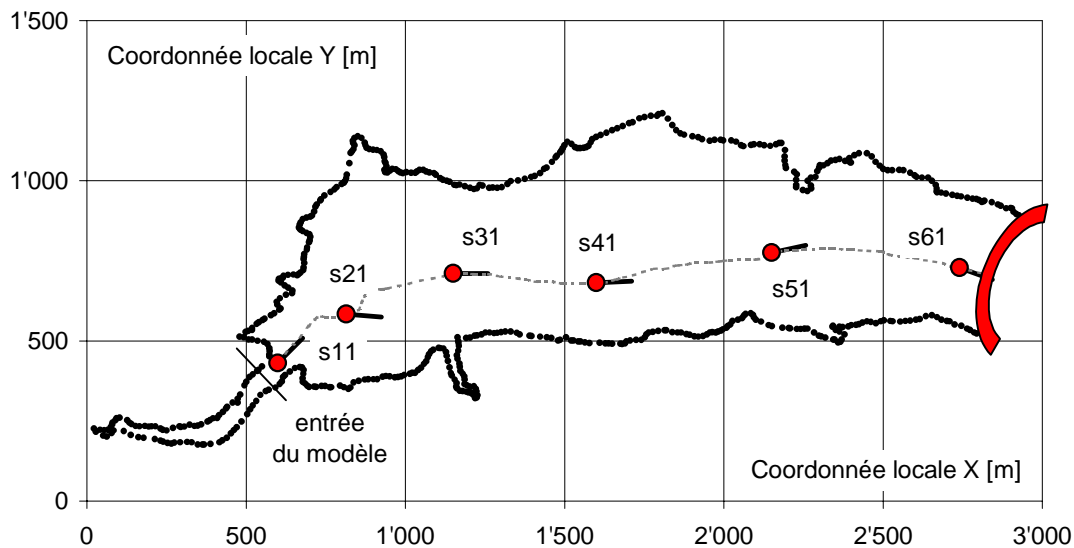 1'500
Coordonnée locale Y [m]
1'000
s31
s41
s61
s21
s51
500
s11
entrée
du modèle
Coordonnée locale X [m]
0
0 500 1'000 1'500 2'000 2'500 3'000